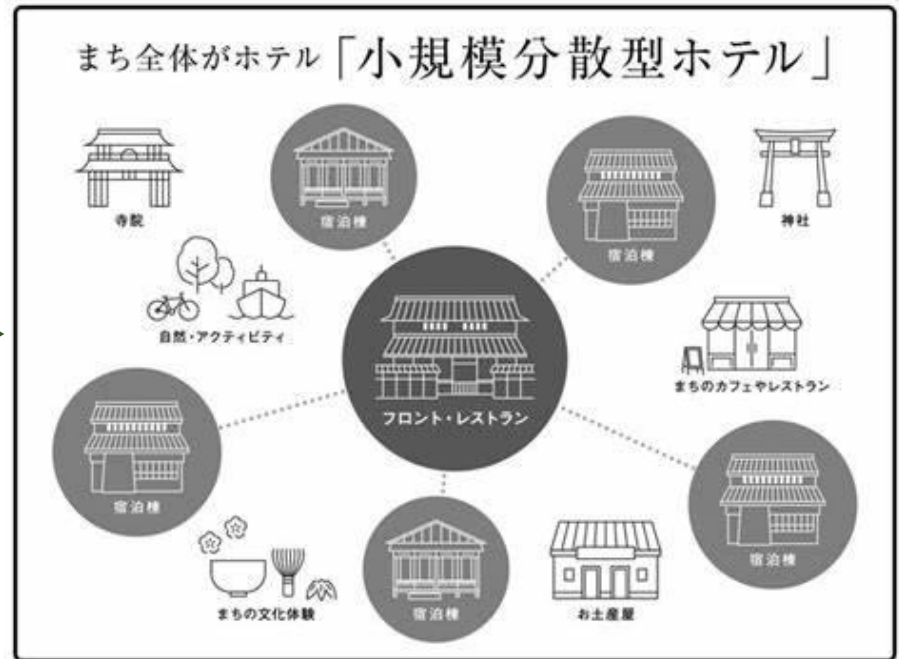 まち全体がホテル「小規模分散型ホテル」
寺院
宿泊棟
宿泊棟
神社
自然・アクティビティ
フロント・レストラン
まちのカフェやレストラン
宿泊棟
宿泊棟
まちの文化体験
宿泊棟
お土産屋